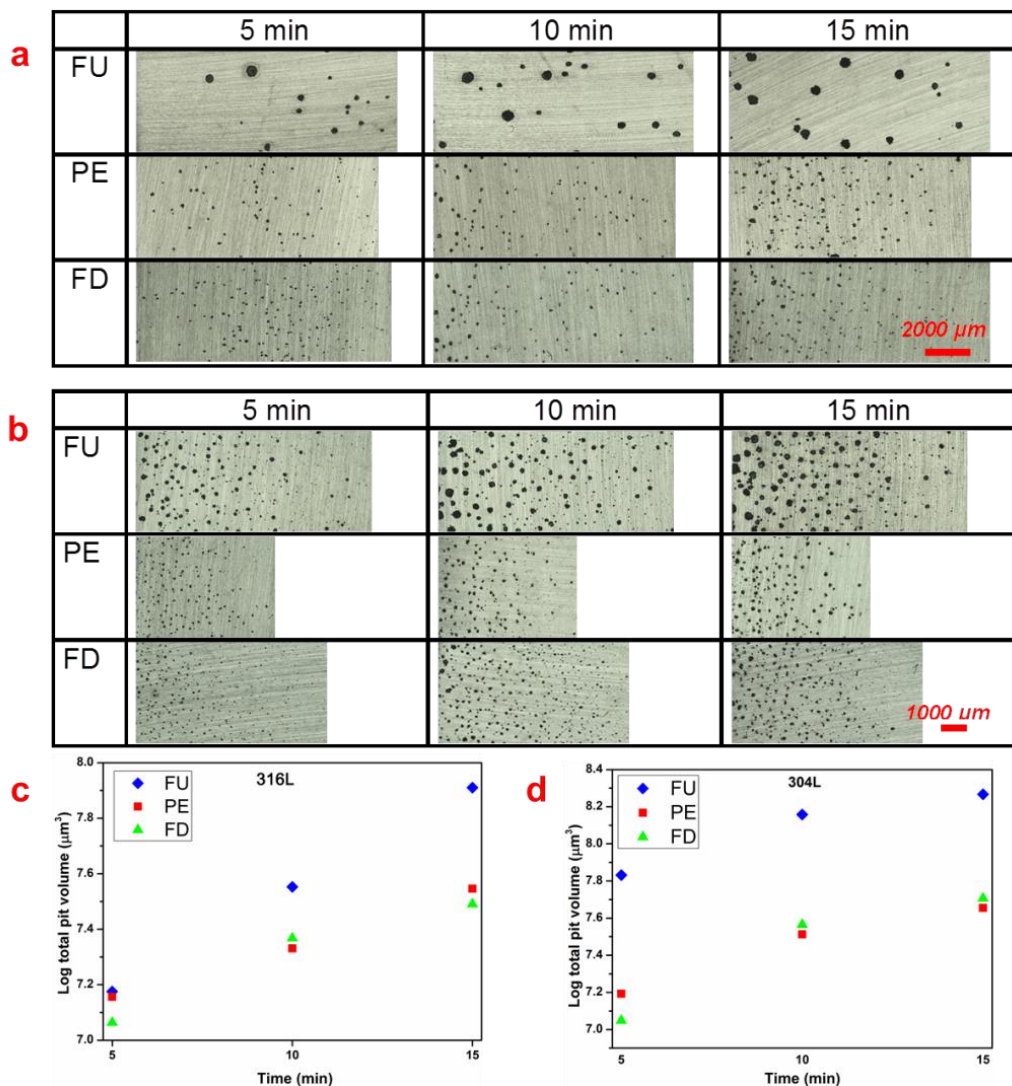 a
5 min 10 min 15 min
FU
PE
FD
2000 µm
b
5 min 10 min 15 min
FU
PE
FD
1000 µm
c
316L
FU
PE
FD
Log total pit volume (µm³)
8.0
7.8
7.6
7.4
7.2
7.0
5 10 15
Time (min)
d
304L
FU
PE
FD
Log total pit volume (µm³)
8.4
8.2
8.0
7.8
7.6
7.4
7.2
7.0
5 10 15
Time (min)